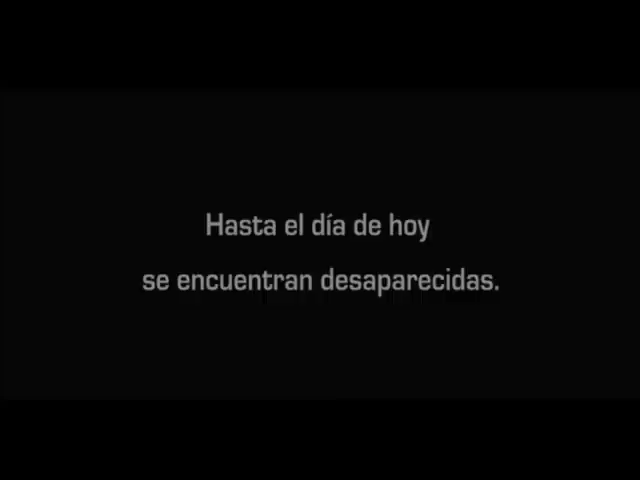 Hasta el día de hoy
se encuentran desaparecidas.